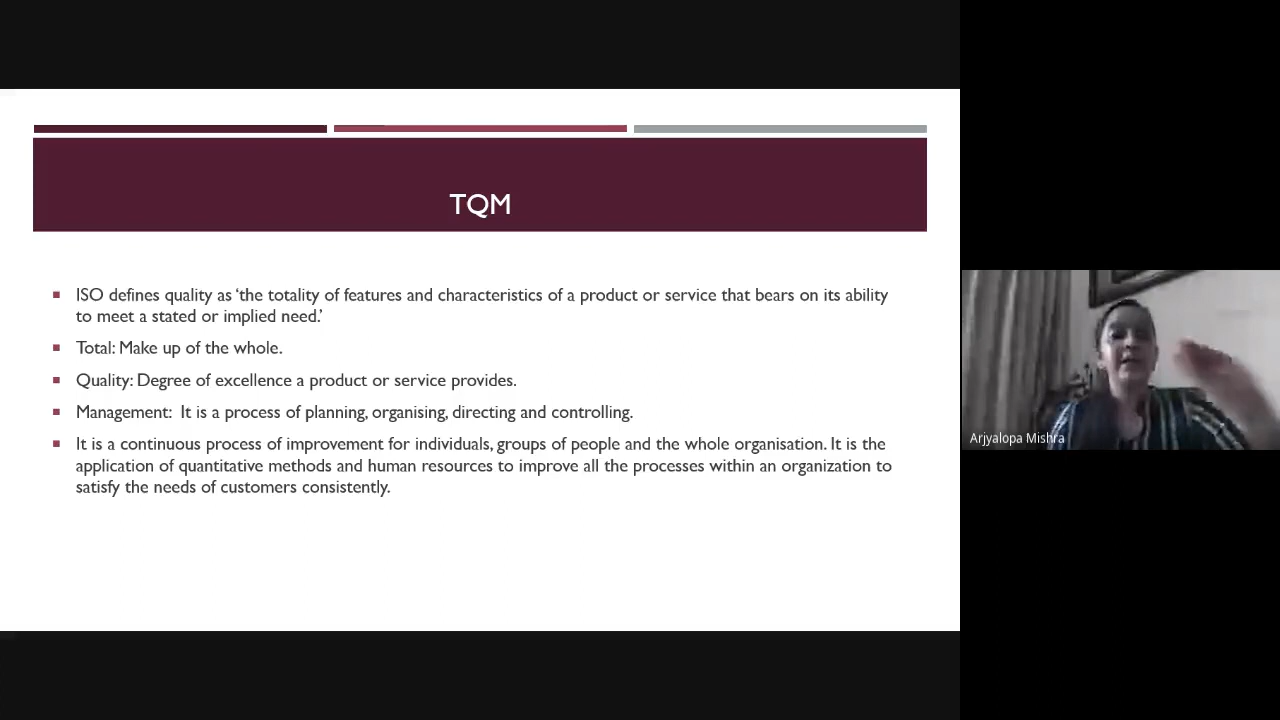 TQM
ISO defines quality as ‘the totality of features and characteristics of a product or service that bears on its ability
to meet a stated or implied need.’
Total: Make up of the whole.
Quality: Degree of excellence a product or service provides.
Management:  It is a process of planning, organising, directing and controlling.
It is a continuous process of improvement for individuals, groups of people and the whole organisation. It is the
application of quantitative methods and human resources to improve all the processes within an organization to
satisfy the needs of customers consistently.
Arjyalopa Mishra